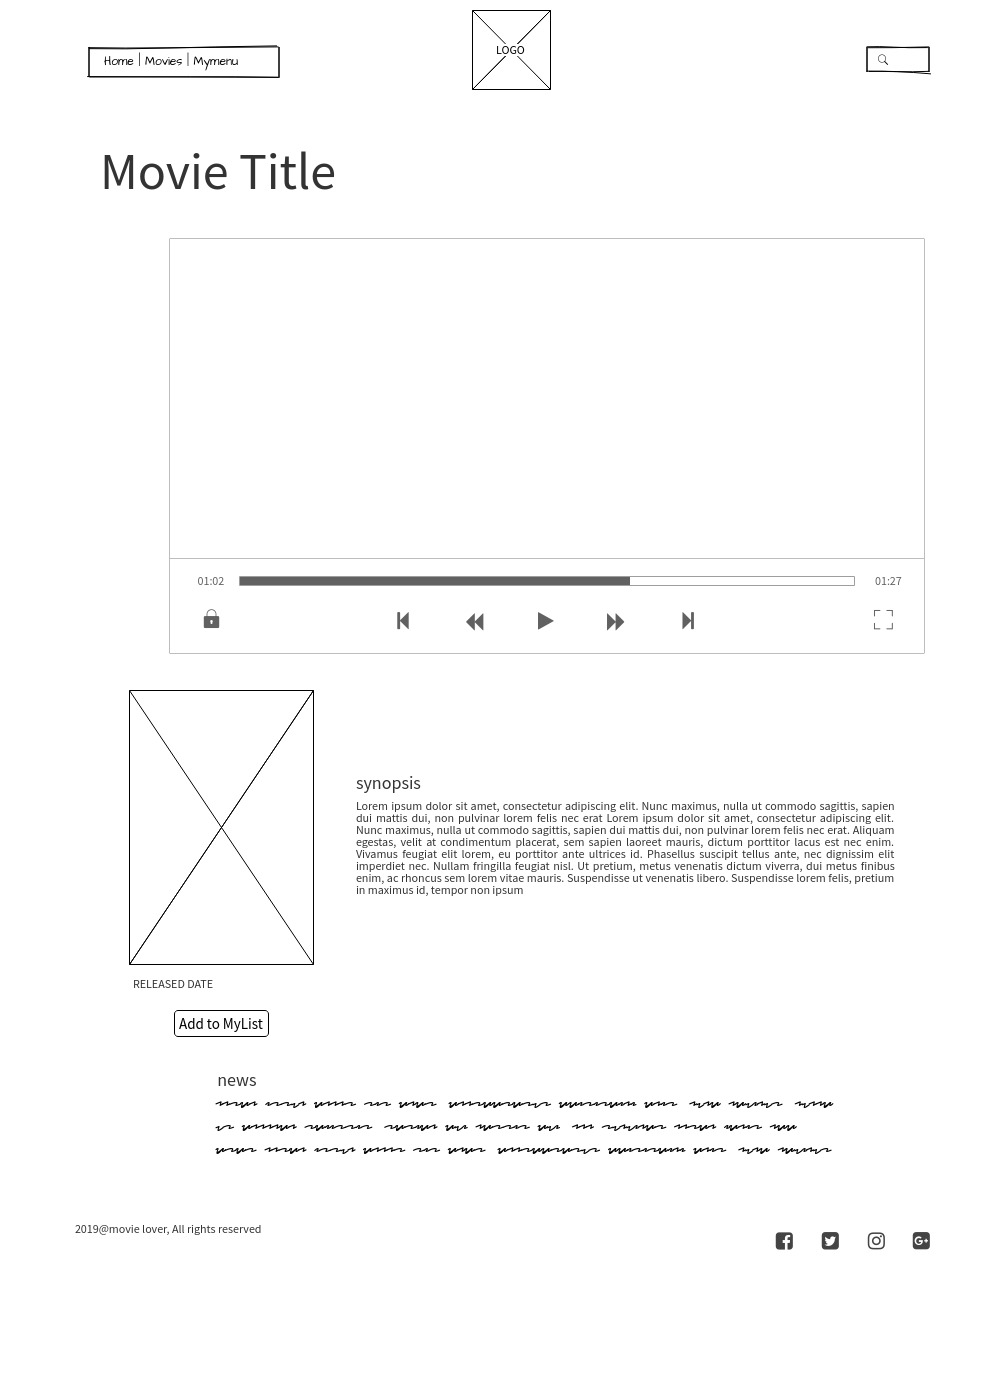 Home | Movies | Mymenu
LOGO
Movie Title
01:02
01:27
synopsis
Lorem ipsum dolor sit amet, consectetur adipiscing elit. Nunc maximus, nulla ut commodo sagittis, sapien
dui mattis dui, non pulvinar lorem felis nec erat Lorem ipsum dolor sit amet, consectetur adipiscing elit.
Nunc maximus, nulla ut commodo sagittis, sapien dui mattis dui, non pulvinar lorem felis nec erat. Aliquam
egestas, velit at condimentum placerat, sem sapien laoreet mauris, dictum porttitor lacus est nec enim.
Vivamus feugiat elit lorem, eu porttitor ante ultrices id. Phasellus suscipit tellus ante, nec dignissim elit
imperdiet nec. Nullam fringilla feugiat nisl. Ut pretium, metus venenatis dictum viverra, dui metus finibus
enim, ac rhoncus sem lorem vitae mauris. Suspendisse ut venenatis libero. Suspendisse lorem felis, pretium
in maximus id, tempor non ipsum
RELEASED DATE
Add to MyList
news
2019@movie lover, All rights reserved